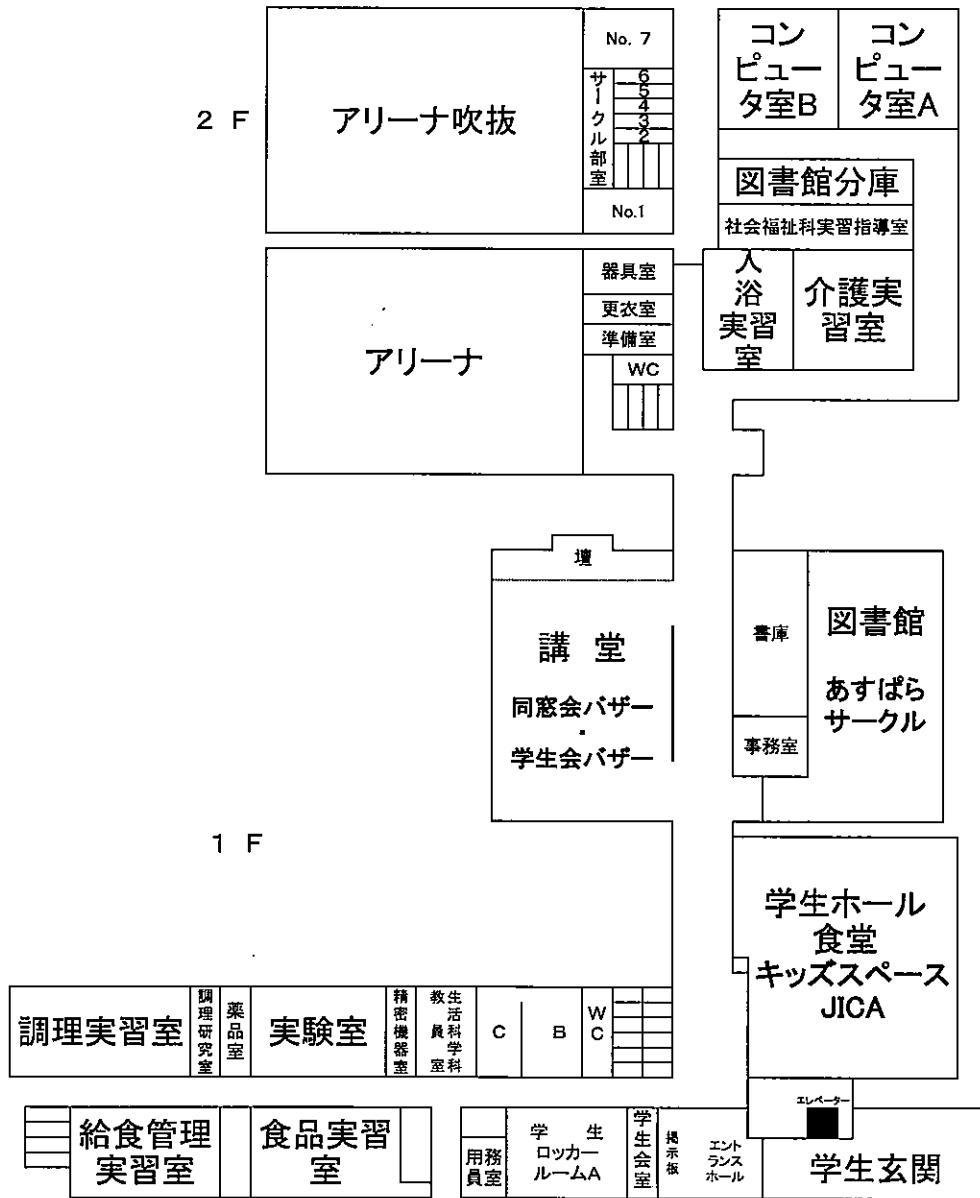 2 F
アリーナ吹抜
No. 7
サークル部室
6
5
4
3
2
No.1
コン
ピュー
タ室B
コン
ピュー
タ室A
図書館分庫
社会福祉科実習指導室
入
浴
実習
室
介護実
習室
アリーナ
器具室
更衣室
準備室
WC
壇
講 堂
同窓会バザー
・
学生会バザー
書庫
事務室
図書館
あすぱら
サークル
1 F
学生ホール
食堂
キッズスペース
JICA
調理実習室
調理研究室
薬品室
実験室
精密機器室
生活科学科
教員室
C
B
WC
エレベーター
給食管理
実習室
食品実習
室
用務
員室
学 生
ロッカー
ルームA
学生会室
掲示板
エント
ランス
ホール
学生玄関